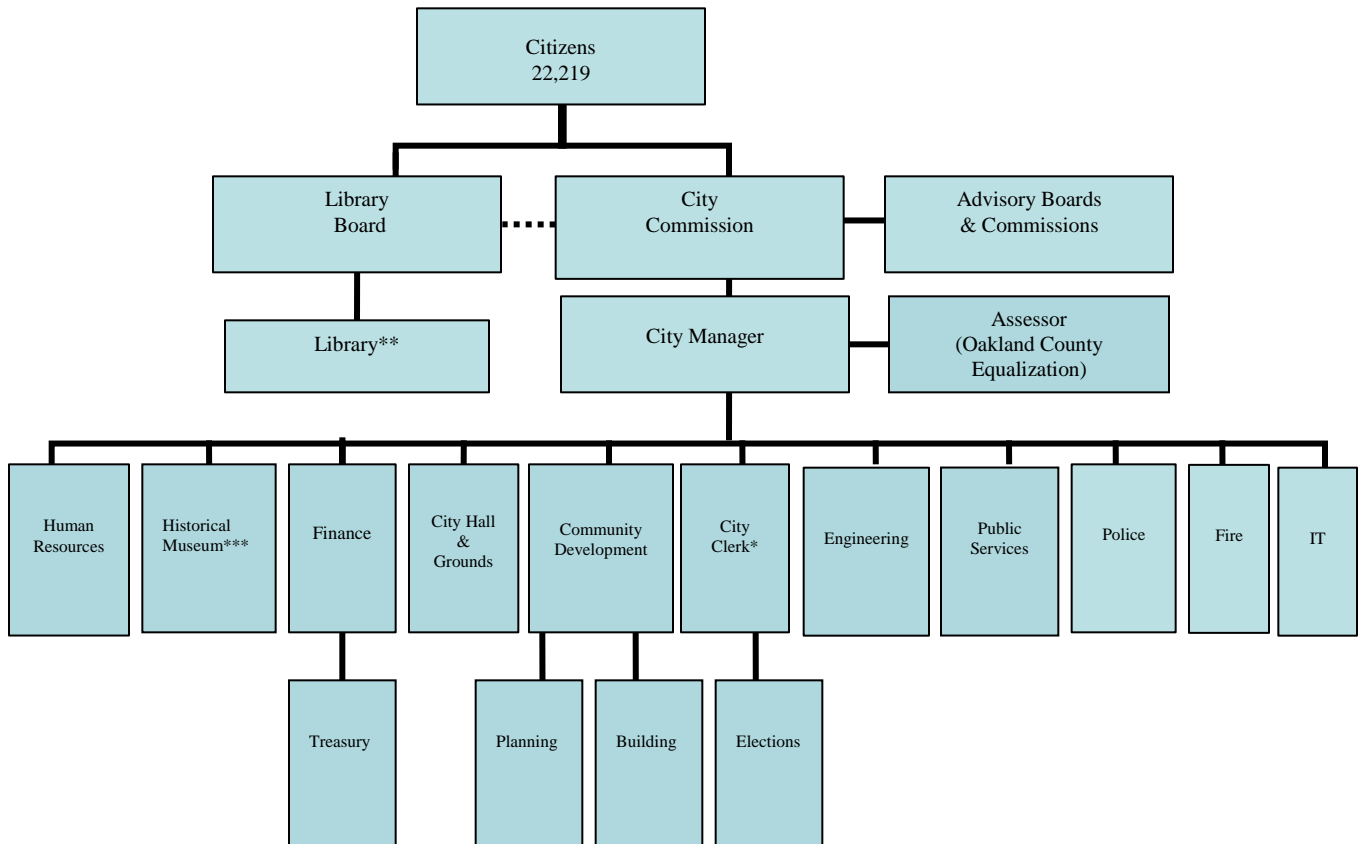 Citizens
22,219
Library
Board
City
Commission
Advisory Boards
& Commissions
Library**
City Manager
Assessor
(Oakland County
Equalization)
Human
Resources
Historical
Museum***
Finance
City Hall
&
Grounds
Community
Development
City
Clerk*
Engineering
Public
Services
Police
Fire
IT
Treasury
Planning
Building
Elections